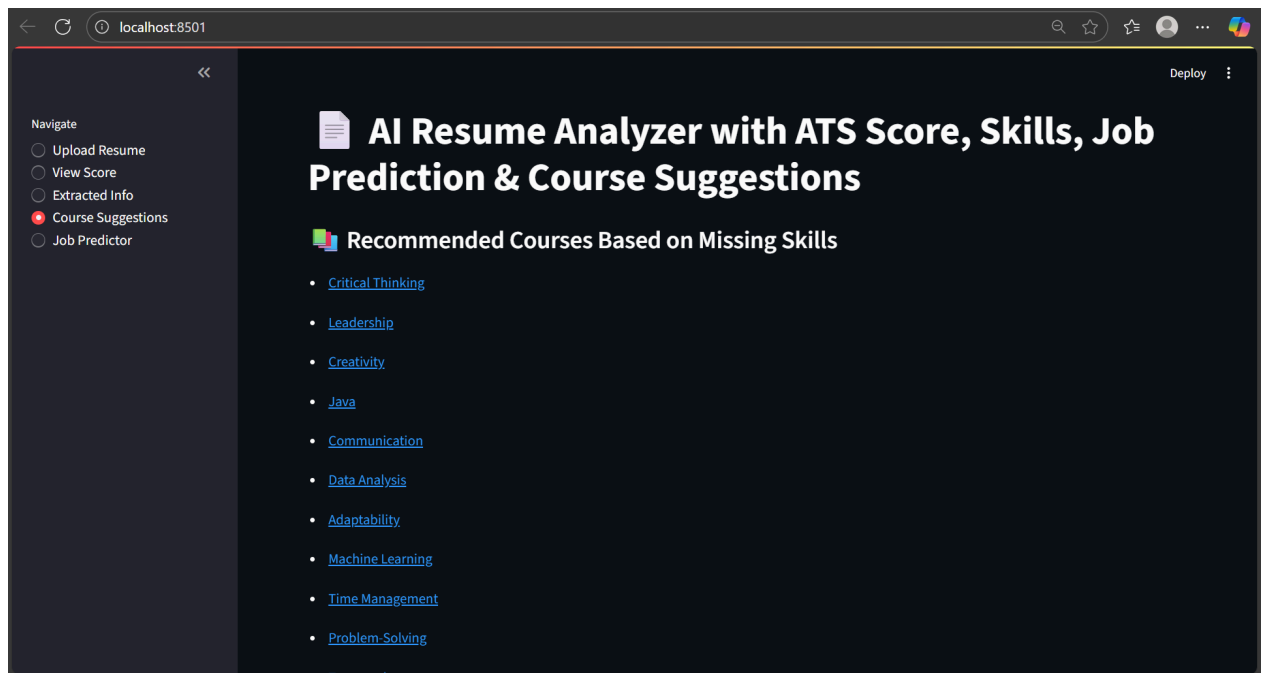 localhost:8501
Deploy
Navigate
Upload Resume
View Score
Extracted Info
Course Suggestions
Job Predictor
AI Resume Analyzer with ATS Score, Skills, Job
Prediction & Course Suggestions
Recommended Courses Based on Missing Skills
Critical Thinking
Leadership
Creativity
Java
Communication
Data Analysis
Adaptability
Machine Learning
Time Management
Problem-Solving